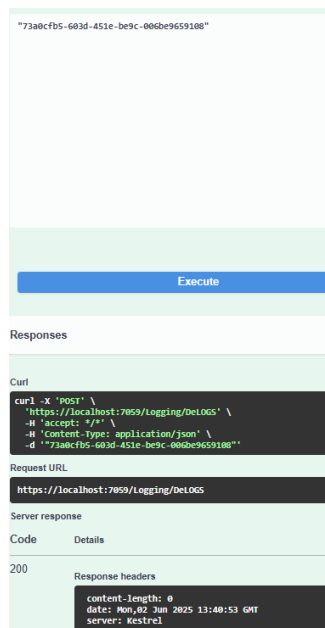 "73a0cfb5-603d-451e-be9c-006be9659108"
Execute
Responses
Curl
curl -X 'POST' \
'https://localhost:7059/Logging/DeLOGS' \
-H 'accept: */*' \
-H 'Content-Type: application/json' \
-d '"73a0cfb5-603d-451e-be9c-006be9659108"'
Request URL
https://localhost:7059/Logging/DeLOGS
Server response
Code Details
200
Response headers
content-length: 0
date: Mon,02 Jun 2025 13:40:53 GMT
server: Kestrel